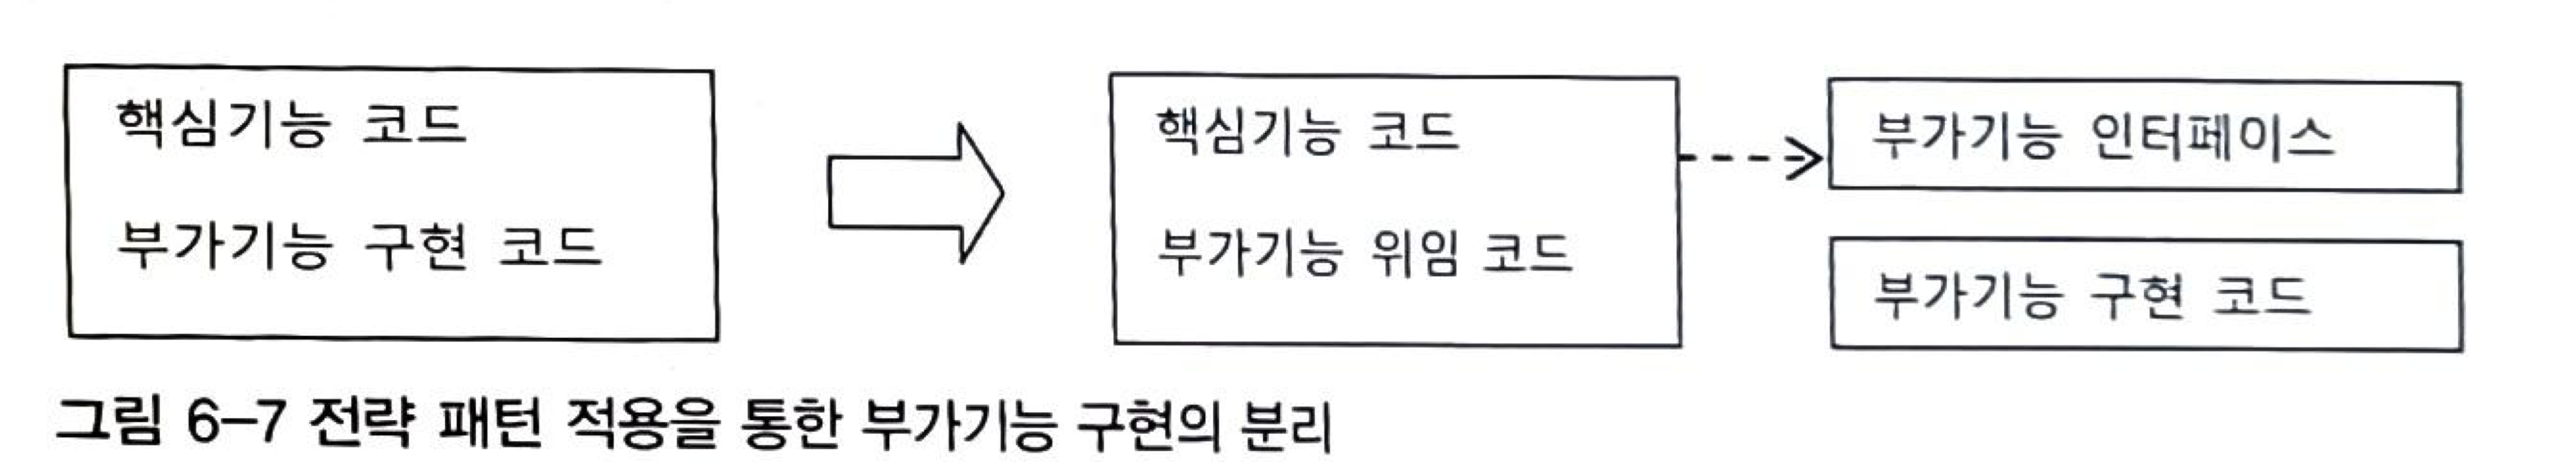 핵심기능 코드
부가기능 구현 코드
핵심기능 코드
부가기능 위임 코드
부가기능 인터페이스
부가기능 구현 코드
그림 6-7 전략 패턴 적용을 통한 부가기능 구현의 분리